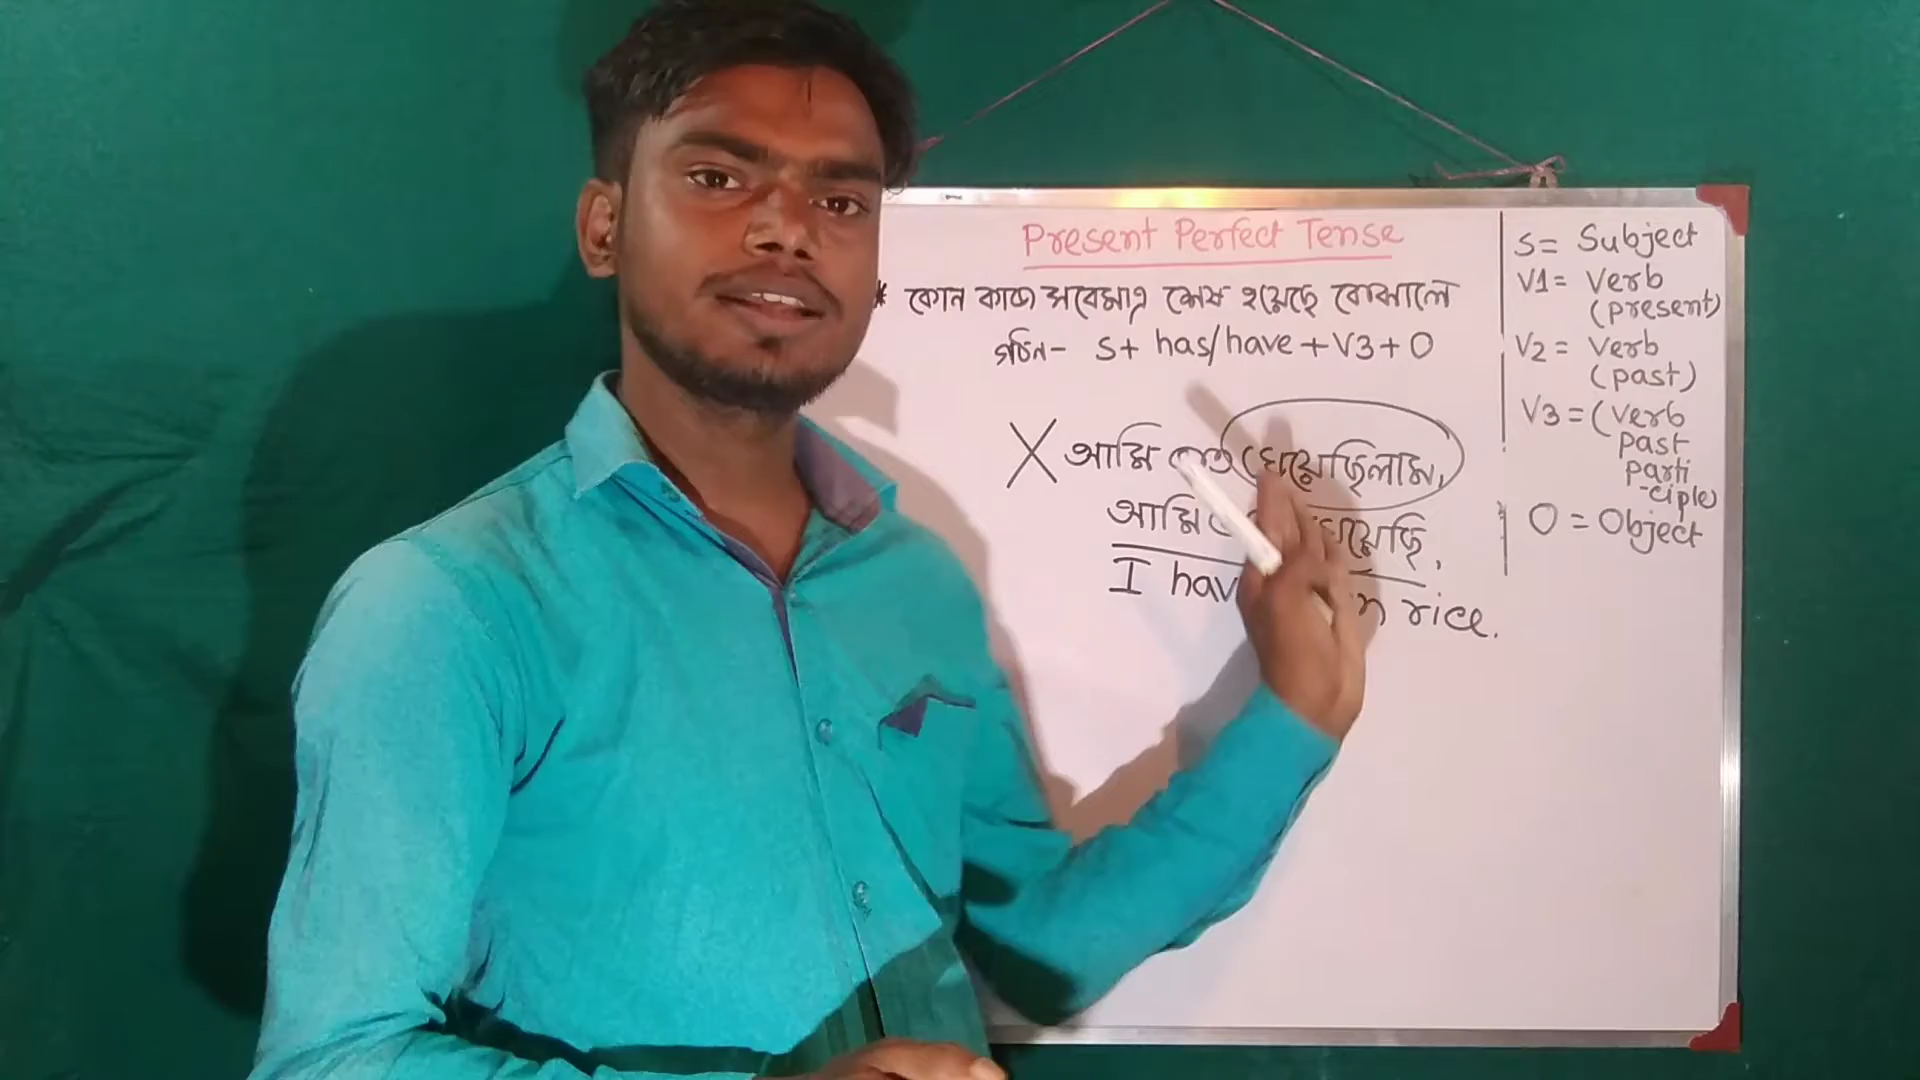 Present Perfect Tense
* কোন কাজ সবেমাত্র শেষ হয়েছে বোঝালে
গঠন- S+ has/have + V3 + O
X আমি খেয়েছিলাম,
আমি
I rice.
S = Subject
V1 = Verb
(present)
V2 = Verb
(past)
V3 = (Verb
past
parti
-ciple)
O = Object